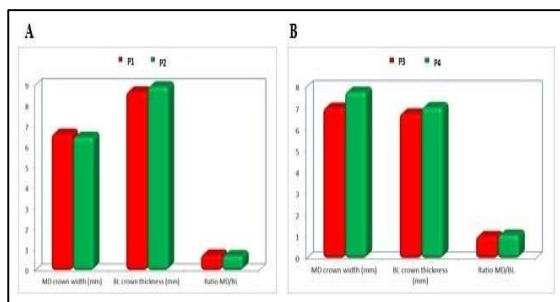 A
P1 P2
9
8
7
6
5
4
3
2
1
0
MD crown width (mm) BL crown thickness (mm) Ratio MD/BL
B
P3 P4
8
7
6
5
4
3
2
1
0
MD crown width (mm) BL crown thickness Ratio MD/BL
(mm)